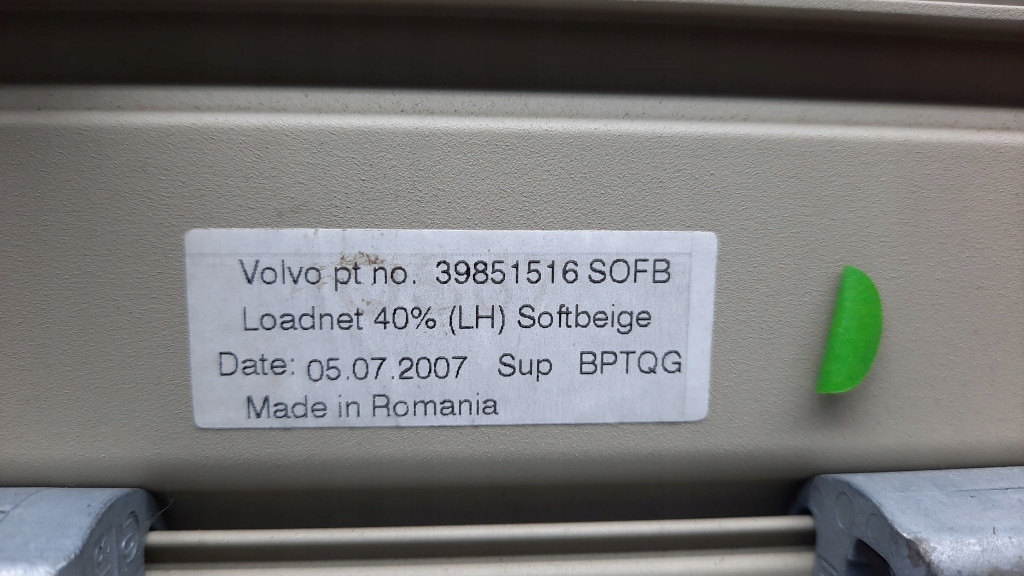 Volvo pt no. 39851516 SOFB
Loadnet 40% (LH) Softbeige
Date: 05.07.2007 Sup BPTQG
Made in Romania